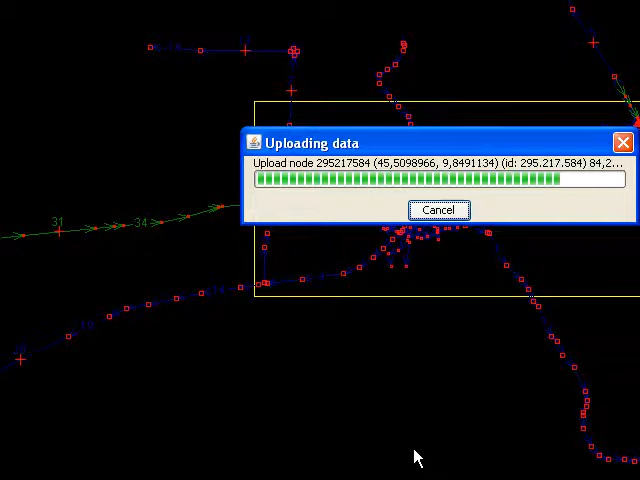 Uploading data
Upload node 295217584 (45,5098966, 9,8491134) (id: 295.217.584) 84,2...
Cancel
31
34